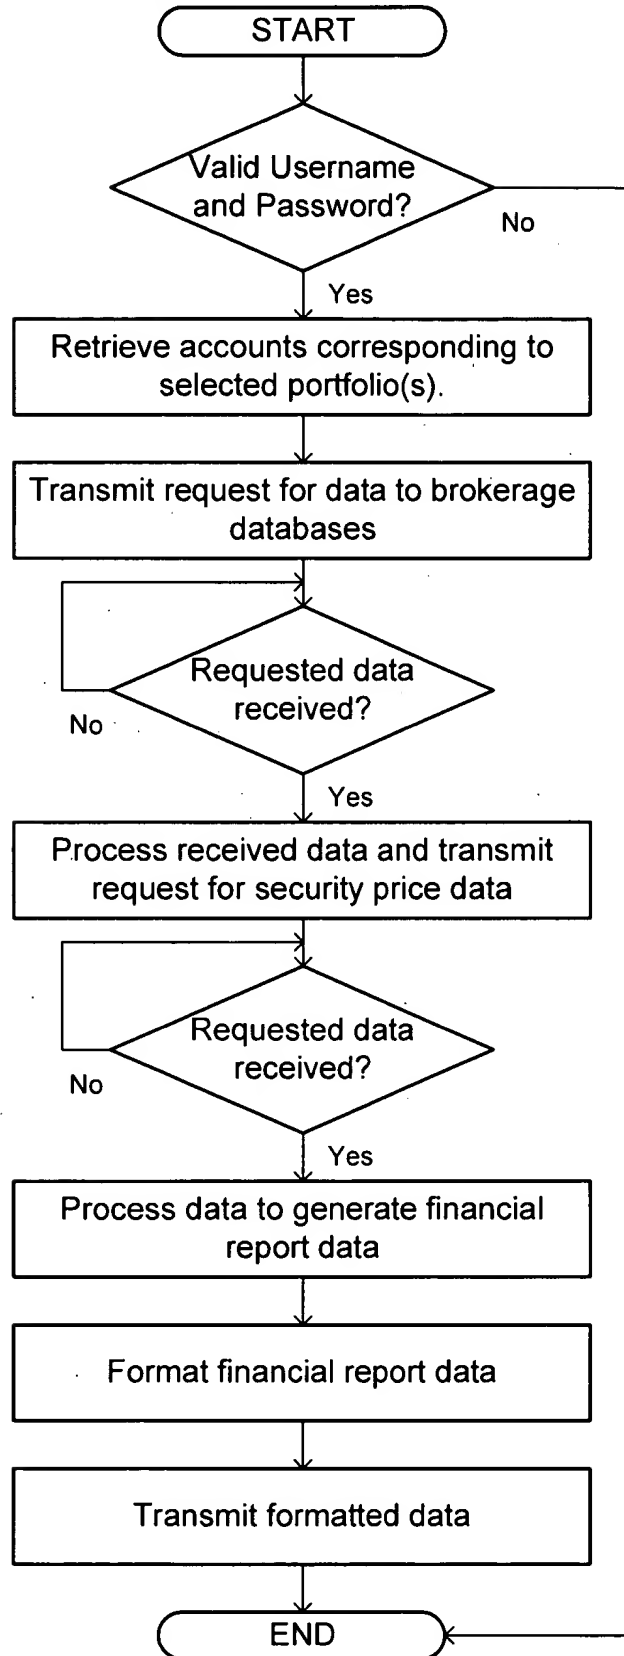 START
Valid Username
and Password?
No
Yes
Retrieve accounts corresponding to
selected portfolio(s).
Transmit request for data to brokerage
databases
Requested data
received?
No
Yes
Process received data and transmit
request for security price data
Requested data
received?
No
Yes
Process data to generate financial
report data
Format financial report data
Transmit formatted data
END